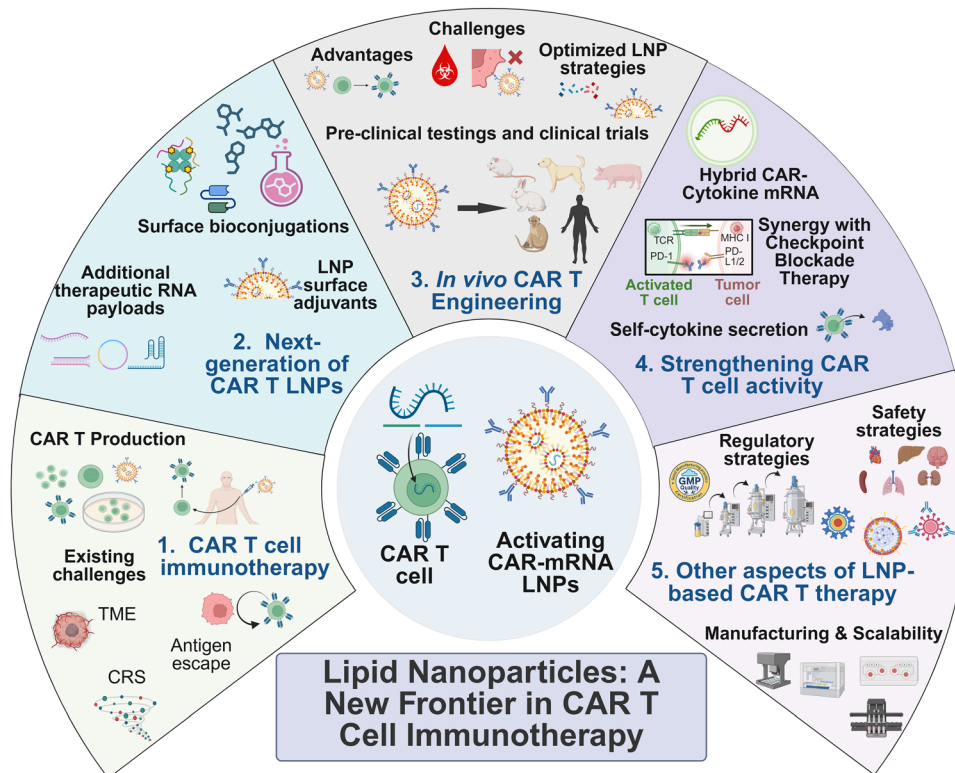 Challenges
Advantages
Optimized LNP
strategies
Pre-clinical testings and clinical trials
3. In vivo CAR T
Engineering
Surface bioconjugations
Additional
therapeutic RNA
payloads
LNP
surface
adjuvants
2. Next-
generation of
CAR T LNPs
Hybrid CAR-
Cytokine mRNA
TCR
MHC I
PD-1
PD-
L1/2
Activated
T cell
Tumor
cell
Synergy with
Checkpoint
Blockade
Therapy
Self-cytokine secretion
4. Strengthening CAR
T cell activity
CAR T Production
1. CAR T cell
immunotherapy
Existing
challenges
TME
Antigen
escape
CRS
CAR T
cell
Activating
CAR-mRNA
LNPs
Safety
strategies
Regulatory
strategies
GMP
Quality
5. Other aspects of LNP-
based CAR T therapy
Manufacturing & Scalability
Lipid Nanoparticles: A
New Frontier in CAR T
Cell Immunotherapy